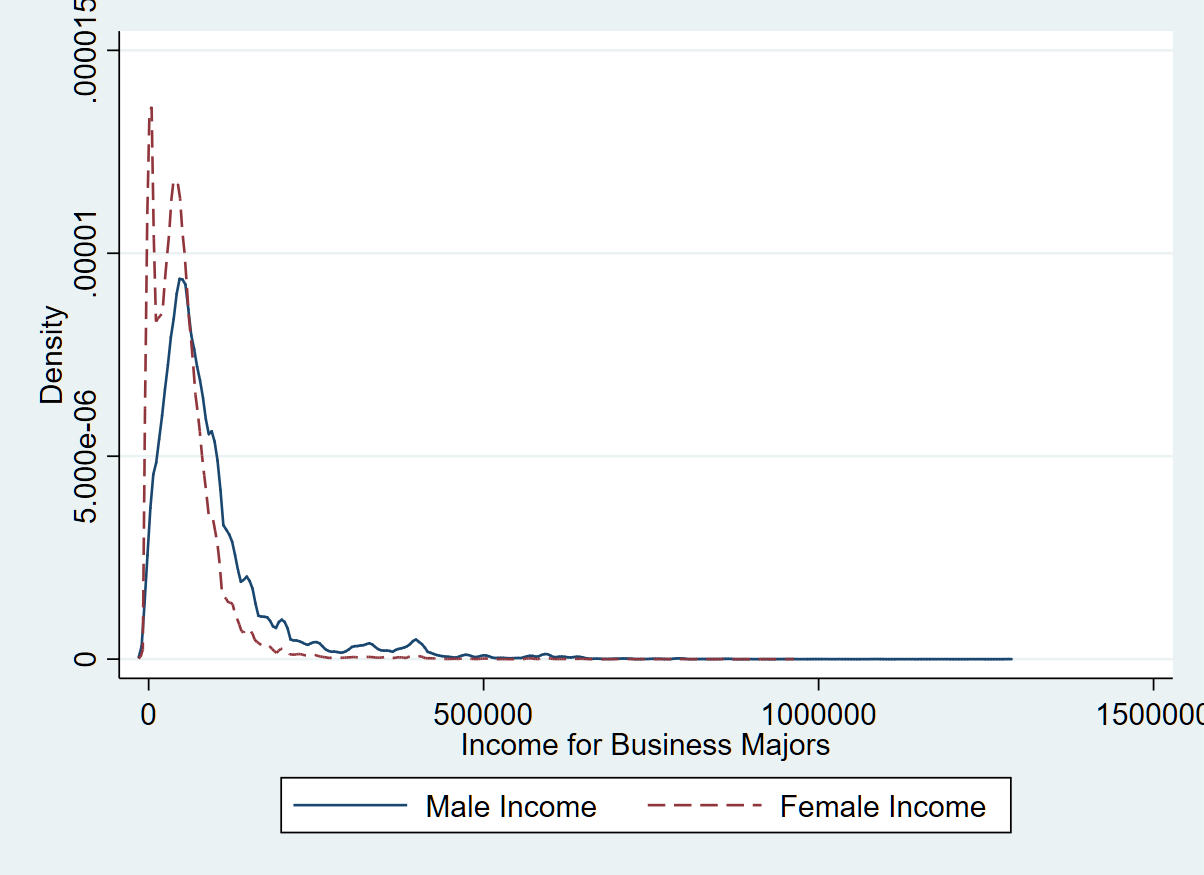 Density
.000015
.00001
5.000e-06
0
0 500000 1000000 1500000
Income for Business Majors
Male Income Female Income